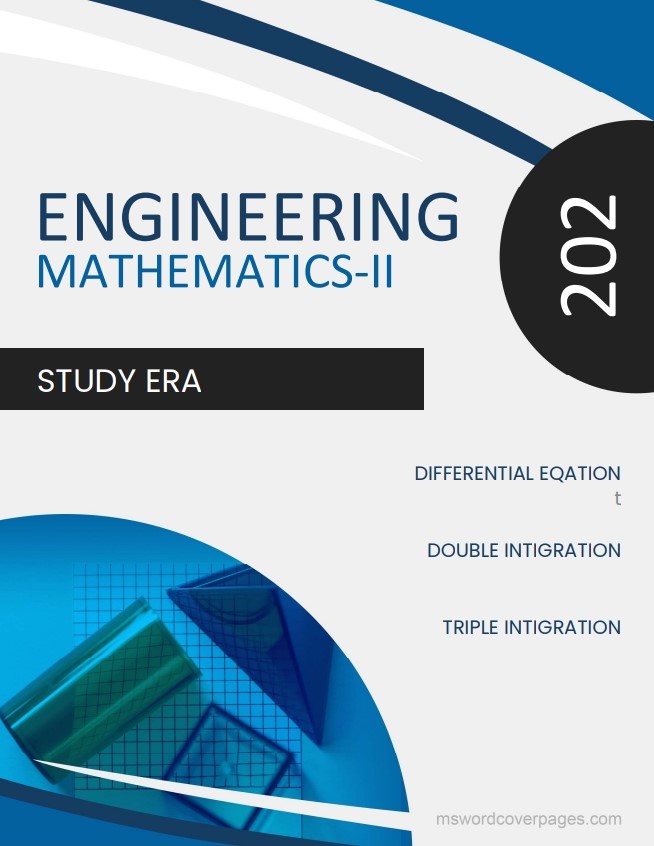 ENGINEERING
MATHEMATICS-II
202
STUDY ERA
DIFFERENTIAL EQATION
t
DOUBLE INTIGRATION
TRIPLE INTIGRATION
mswordcoverpages.com